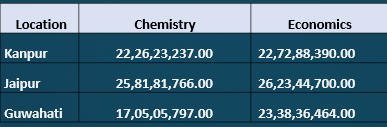 Location Chemistry Economics
Kanpur 22,26,23,237.00 22,72,88,390.00
Jaipur 25,81,81,766.00 26,23,44,700.00
Guwahati 17,05,05,797.00 23,38,36,464.00